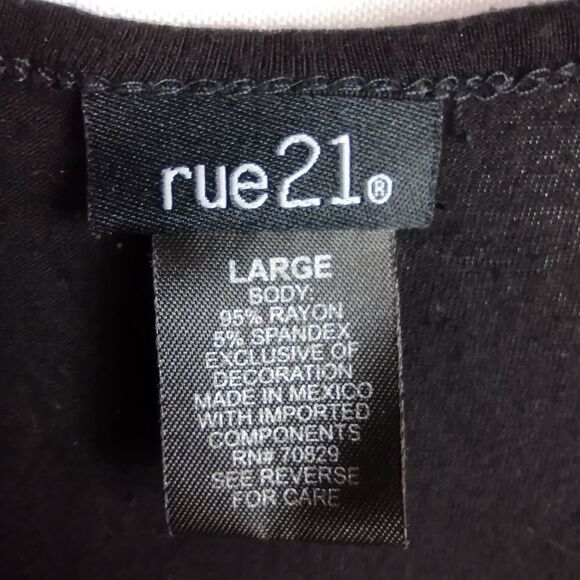 rue21®
LARGE
BODY:
95% RAYON
5% SPANDEX
EXCLUSIVE OF
DECORATION
MADE IN MEXICO
WITH IMPORTED
COMPONENTS
RN# 70829
SEE REVERSE
FOR CARE